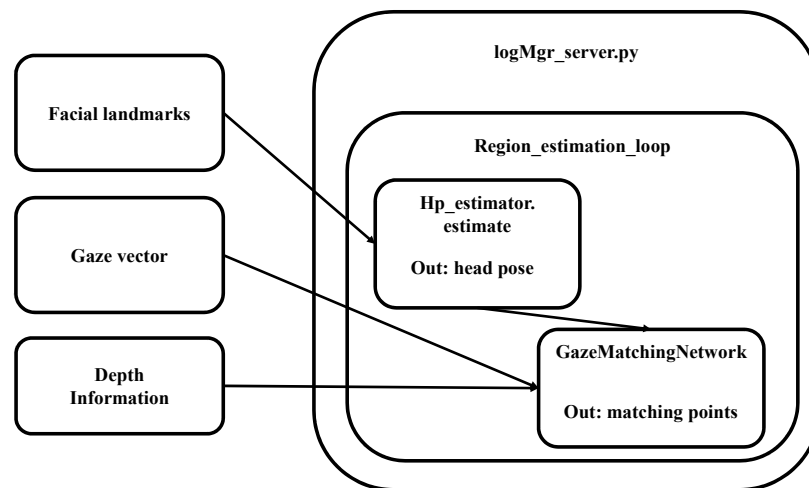 logMgr_server.py
Facial landmarks
Region_estimation_loop
Hp_estimator.
estimate
Out: head pose
Gaze vector
GazeMatchingNetwork
Out: matching points
Depth
Information